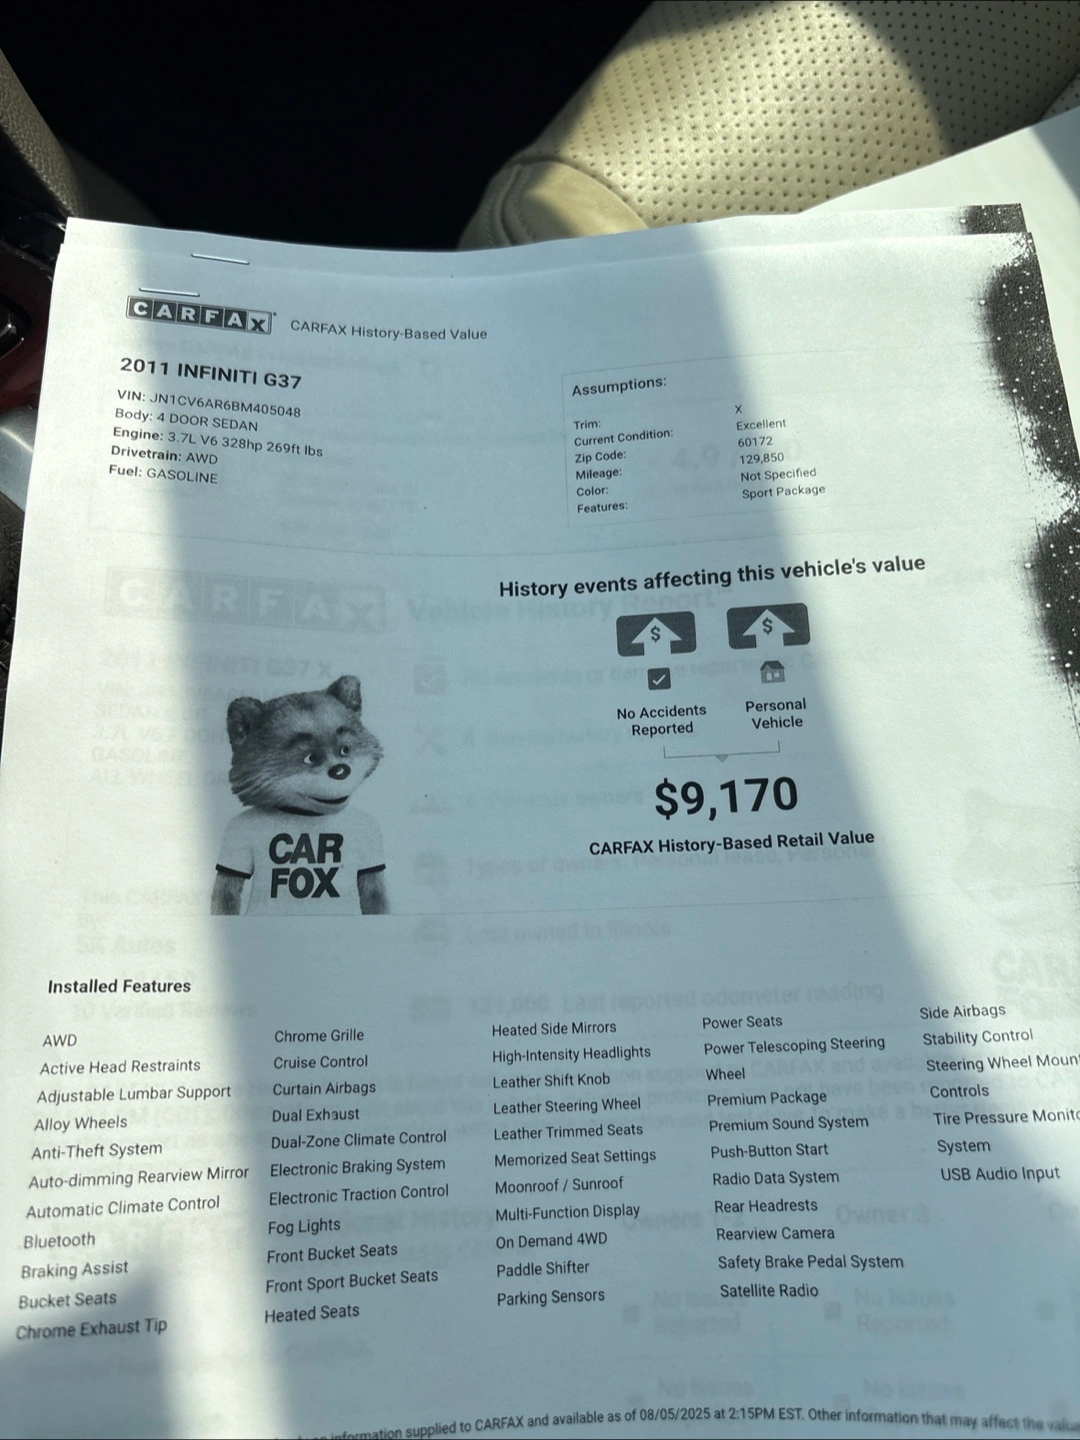 CARFAX CARFAX History-Based Value
2011 INFINITI G37
VIN: JN1CV6AR6BM405048
Body: 4 DOOR SEDAN
Engine: 3.7L V6 328hp 269ft lbs
Drivetrain: AWD
Fuel: GASOLINE
Assumptions:
Trim: X
Current Condition: Excellent
Zip Code: 60172
Mileage: 129,850
Color: Not Specified
Features: Sport Package
History events affecting this vehicle's value
$ $
No Accidents
Reported
Personal
Vehicle
$9,170
CARFAX History-Based Retail Value
CAR
FOX
Installed Features
AWD
Active Head Restraints
Adjustable Lumbar Support
Alloy Wheels
Anti-Theft System
Auto-dimming Rearview Mirror
Automatic Climate Control
Bluetooth
Braking Assist
Bucket Seats
Chrome Exhaust Tip
Chrome Grille
Cruise Control
Curtain Airbags
Dual Exhaust
Dual-Zone Climate Control
Electronic Braking System
Electronic Traction Control
Fog Lights
Front Bucket Seats
Front Sport Bucket Seats
Heated Seats
Heated Side Mirrors
High-Intensity Headlights
Leather Shift Knob
Leather Steering Wheel
Leather Trimmed Seats
Memorized Seat Settings
Moonroof / Sunroof
Multi-Function Display
On Demand 4WD
Paddle Shifter
Parking Sensors
Power Seats
Power Telescoping Steering
Wheel
Premium Package
Premium Sound System
Push-Button Start
Radio Data System
Rear Headrests
Rearview Camera
Safety Brake Pedal System
Satellite Radio
Side Airbags
Stability Control
Steering Wheel Moun
Controls
Tire Pressure Monito
System
USB Audio Input
information supplied to CARFAX and available as of 08/05/2025 at 2:15PM EST. Other information that may affect the value